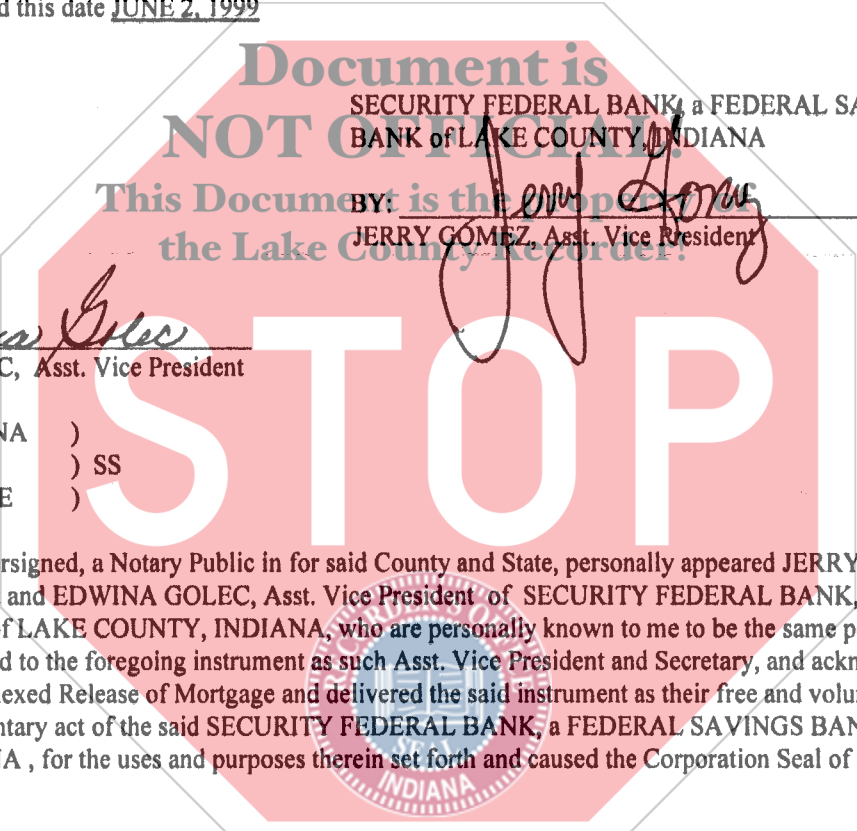 d this date JUNE 2, 1999
Document is
NOT OFFICIAL!
This Document is the property of
the Lake County Recorder!
SECURITY FEDERAL BANK, a FEDERAL SA
BANK of LAKE COUNTY, INDIANA
BY: Jerry Gomez
JERRY GOMEZ, Asst. Vice President
Golec
C, Asst. Vice President
STOP
NA )
) SS
E )
rsigned, a Notary Public in for said County and State, personally appeared JERRY
and EDWINA GOLEC, Asst. Vice President of SECURITY FEDERAL BANK,
f LAKE COUNTY, INDIANA, who are personally known to me to be the same p
d to the foregoing instrument as such Asst. Vice President and Secretary, and ackn
exed Release of Mortgage and delivered the said instrument as their free and volu
ntary act of the said SECURITY FEDERAL BANK, a FEDERAL SAVINGS BAN
NA , for the uses and purposes therein set forth and caused the Corporation Seal of
SEAL
INDIANA